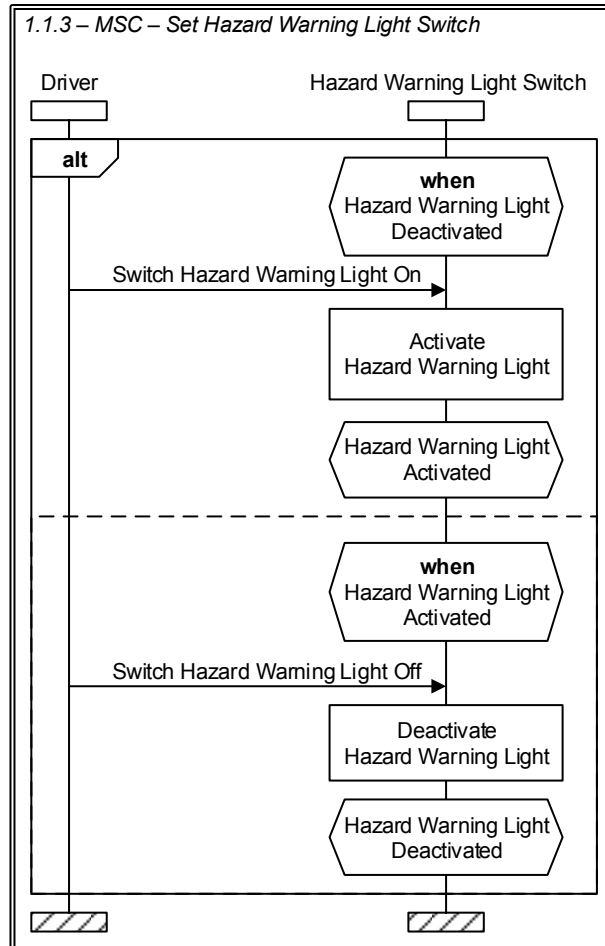 1.1.3 – MSC – Set Hazard Warning Light Switch
Driver
Hazard Warning Light Switch
alt
when
Hazard Warning Light
Deactivated
Switch Hazard Warning Light On
Activate
Hazard Warning Light
Hazard Warning Light
Activated
when
Hazard Warning Light
Activated
Switch Hazard Warning Light Off
Deactivate
Hazard Warning Light
Hazard Warning Light
Deactivated